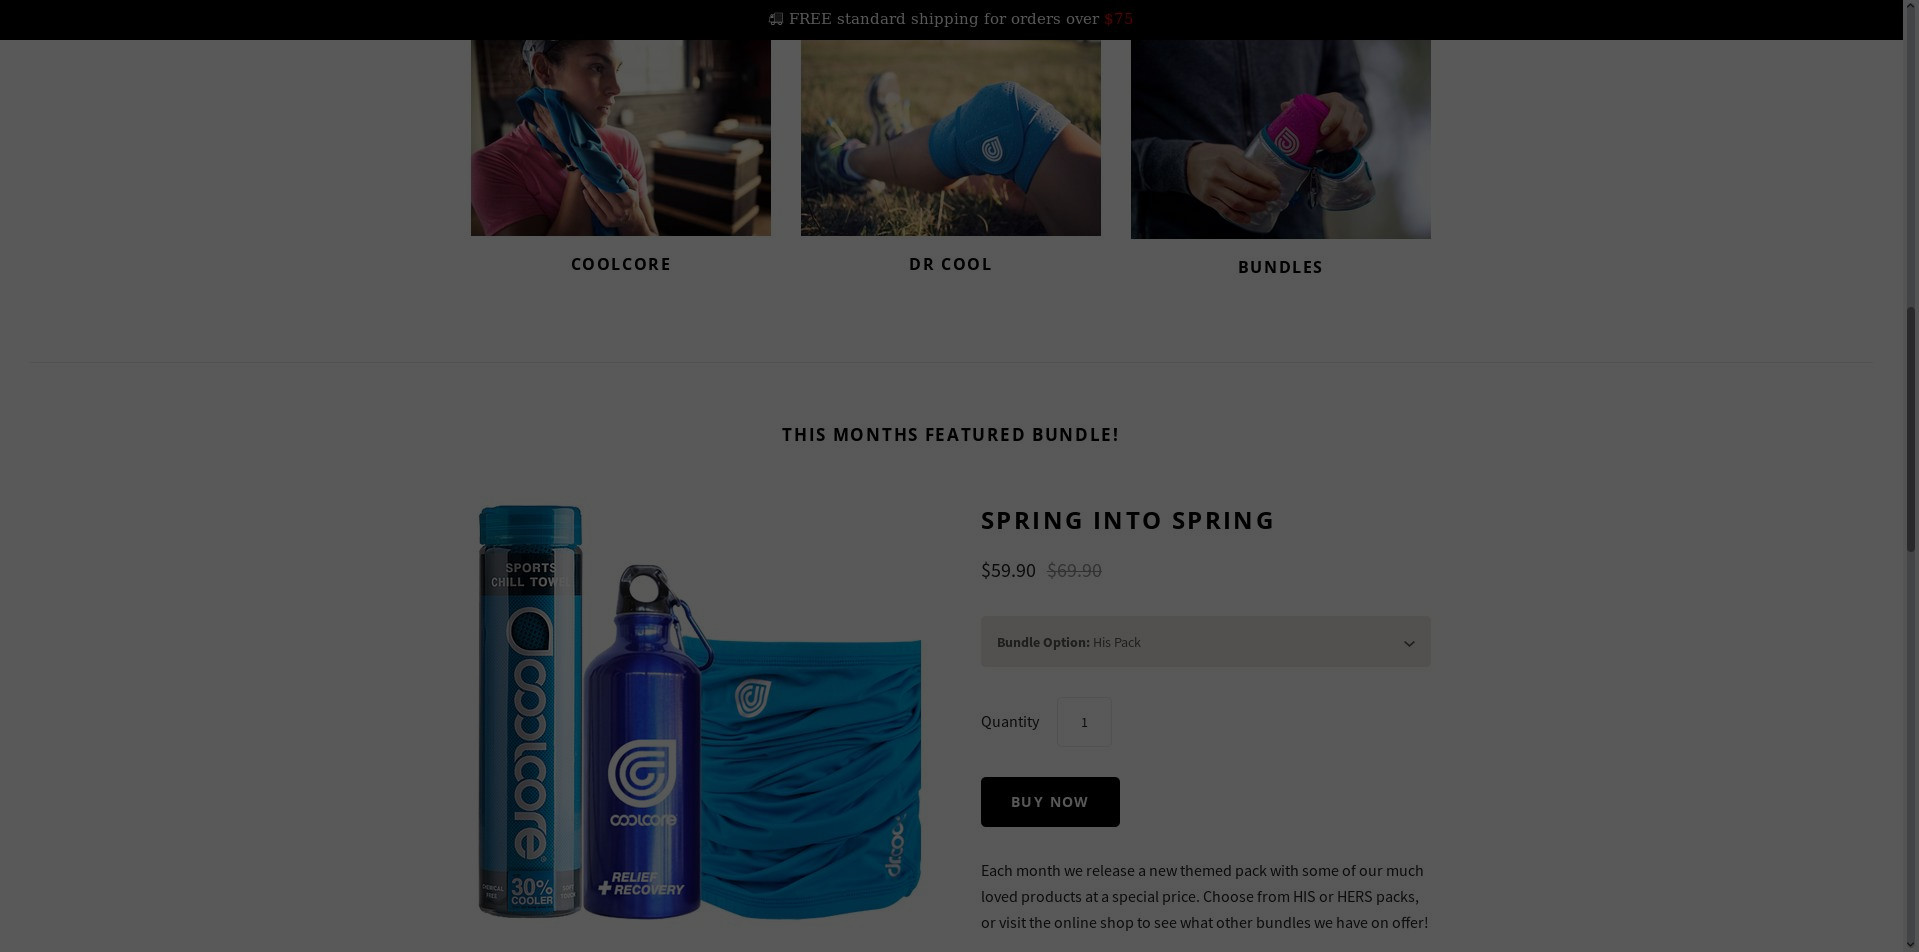 FREE standard shipping for orders over $75
COOLCORE
DR COOL
BUNDLES
THIS MONTHS FEATURED BUNDLE!
SPORTS
CHILL TOWEL
coolcore
30%
COOLER
coolcore
RELIEF
+RECOVERY
dr.cool
SPRING INTO SPRING
$59.90 $69.90
Bundle Option: His Pack
Quantity 1
BUY NOW
Each month we release a new themed pack with some of our much
loved products at a special price. Choose from HIS or HERS packs,
or visit the online shop to see what other bundles we have on offer!